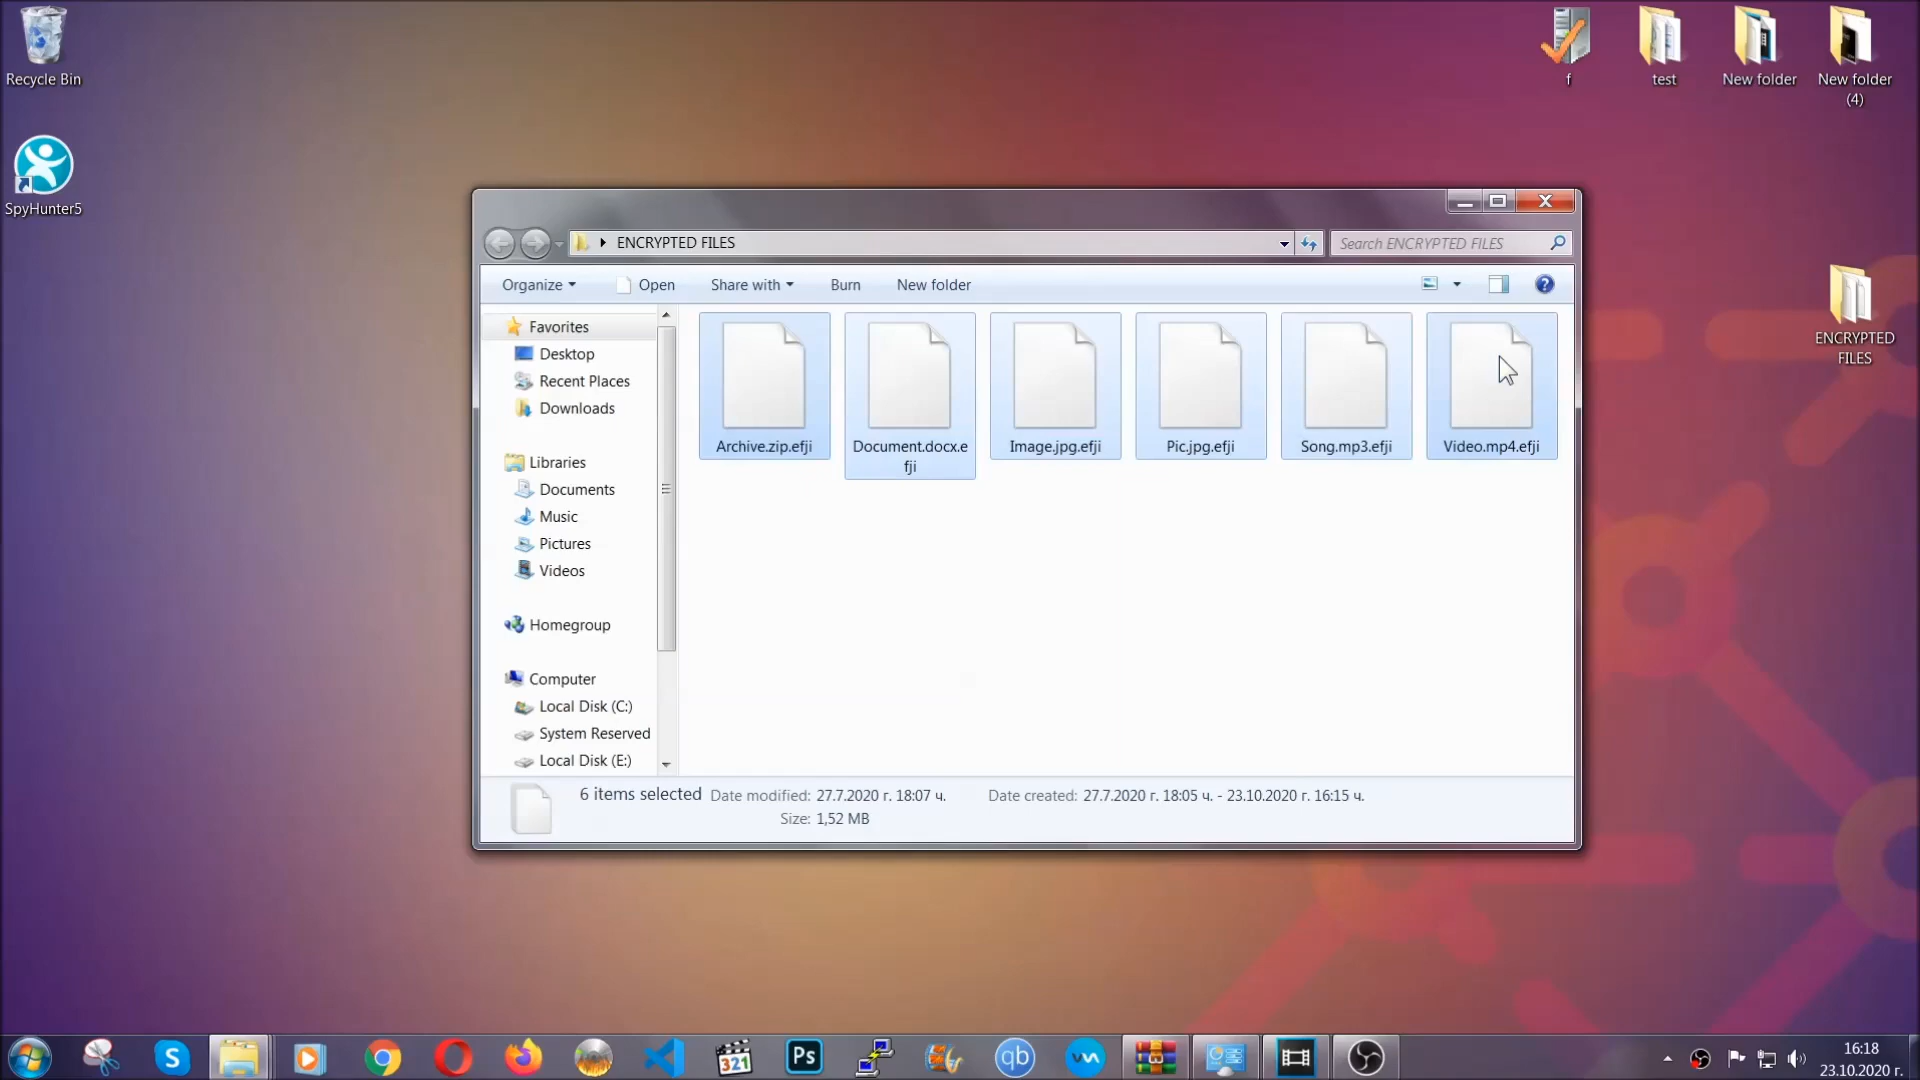 Recycle Bin
SpyHunter5
f
test
New folder
New folder
(4)
ENCRYPTED
FILES
ENCRYPTED FILES
Search ENCRYPTED FILES
Organize
Open
Share with
Burn
New folder
Favorites
Desktop
Recent Places
Downloads
Libraries
Documents
Music
Pictures
Videos
Homegroup
Computer
Local Disk (C:)
System Reserved
Local Disk (E:)
Archive.zip.efji
Document.docx.e
fji
Image.jpg.efji
Pic.jpg.efji
Song.mp3.efji
Video.mp4.efji
6 items selected Date modified: 27.7.2020 г. 18:07 ч. Date created: 27.7.2020 г. 18:05 ч. - 23.10.2020 г. 16:15 ч.
Size: 1,52 MB
S
321
Ps
qb
16:18
23.10.2020 г.